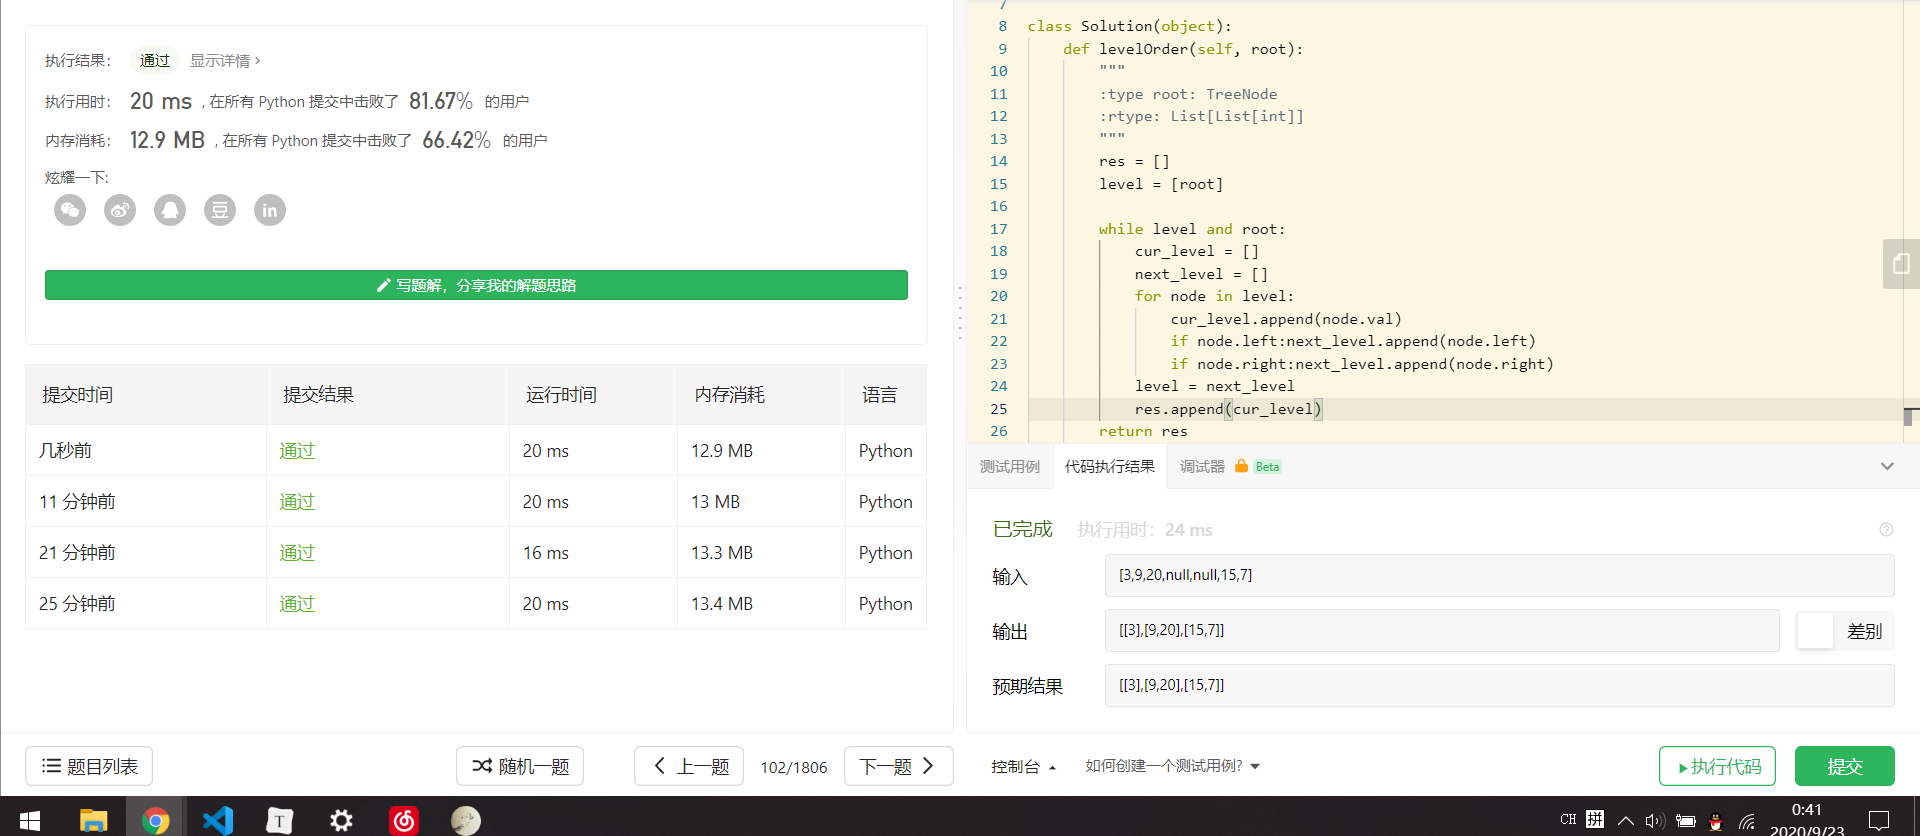 执行结果：
通过
显示详情 ›
执行用时： 20 ms , 在所有 Python 提交中击败了 81.67% 的用户
内存消耗： 12.9 MB , 在所有 Python 提交中击败了 66.42% 的用户
炫耀一下:
豆
in
写题解，分享我的解题思路
提交时间 提交结果 运行时间 内存消耗 语言
几秒前 通过 20 ms 12.9 MB Python
11 分钟前 通过 20 ms 13 MB Python
21 分钟前 通过 16 ms 13.3 MB Python
25 分钟前 通过 20 ms 13.4 MB Python
题目列表
随机一题
上一题
102/1806
下一题
7
8 class Solution(object):
9 def levelOrder(self, root):
10 """
11 :type root: TreeNode
12 :rtype: List[List[int]]
13 """
14 res = []
15 level = [root]
16
17 while level and root:
18 cur_level = []
19 next_level = []
20 for node in level:
21 cur_level.append(node.val)
22 if node.left:next_level.append(node.left)
23 if node.right:next_level.append(node.right)
24 level = next_level
25 res.append(cur_level)
26 return res
测试用例 代码执行结果 调试器 Beta
已完成 执行用时：24 ms
输入 [3,9,20,null,null,15,7]
输出 [[3],[9,20],[15,7]]
差别
预期结果 [[3],[9,20],[15,7]]
控制台
如何创建一个测试用例?
执行代码
提交
T
CH 拼
0:41
2020/9/23